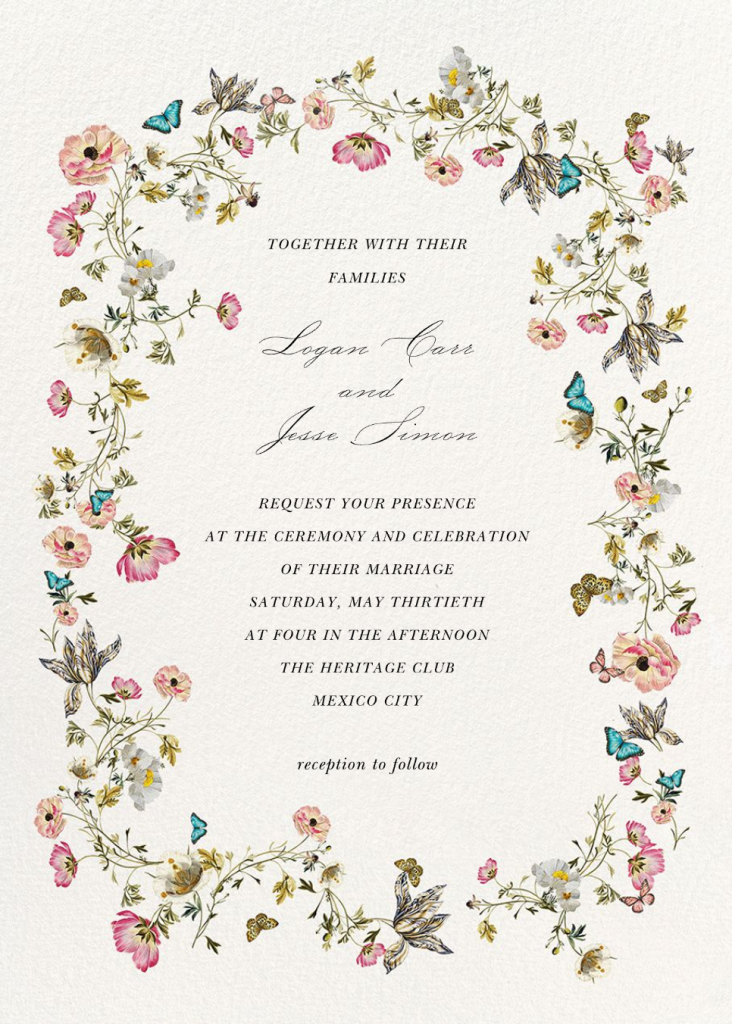 TOGETHER WITH THEIR
FAMILIES
Logan Carr
and
Jesse Simon
REQUEST YOUR PRESENCE
AT THE CEREMONY AND CELEBRATION
OF THEIR MARRIAGE
SATURDAY, MAY THIRTIETH
AT FOUR IN THE AFTERNOON
THE HERITAGE CLUB
MEXICO CITY
reception to follow